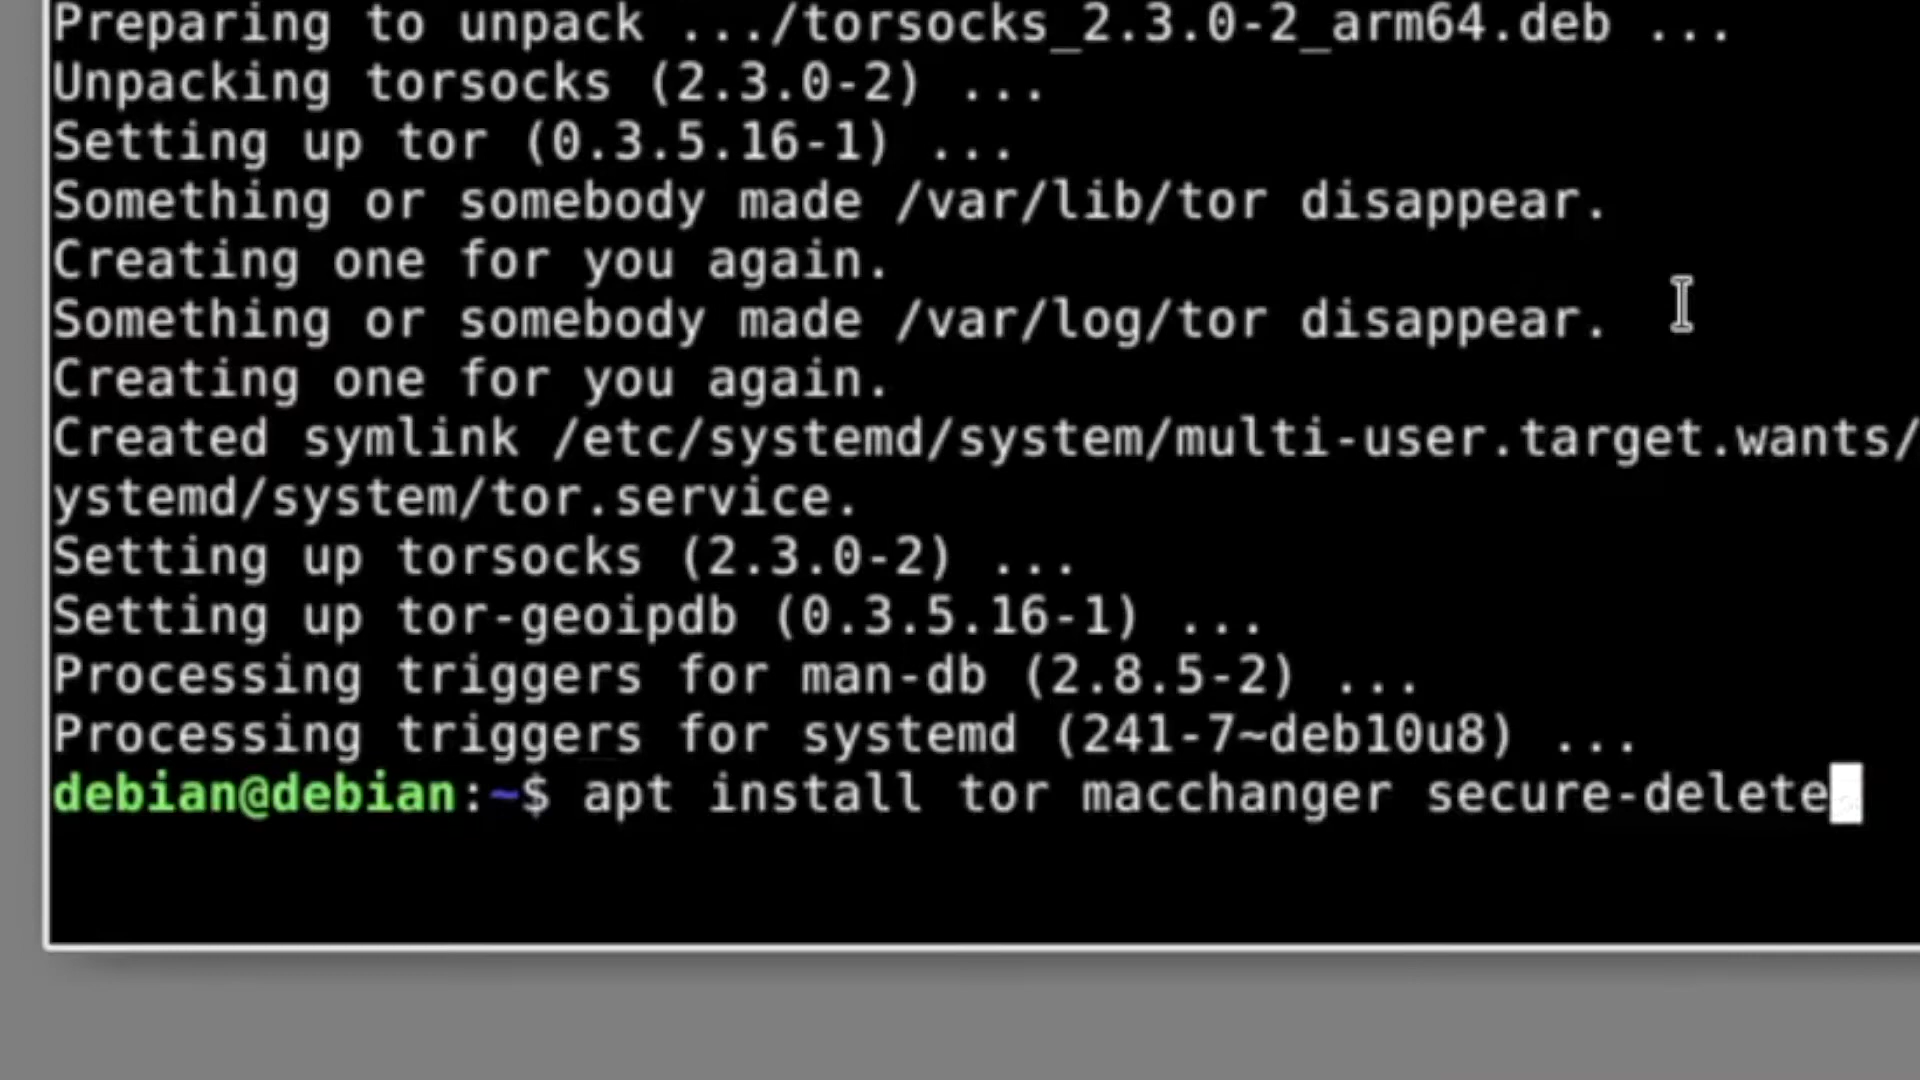 Preparing to unpack .../torsocks_2.3.0-2_arm64.deb ...
Unpacking torsocks (2.3.0-2) ...
Setting up tor (0.3.5.16-1) ...
Something or somebody made /var/lib/tor disappear.
Creating one for you again.
Something or somebody made /var/log/tor disappear.
Creating one for you again.
Created symlink /etc/systemd/system/multi-user.target.wants/
ystemd/system/tor.service.
Setting up torsocks (2.3.0-2) ...
Setting up tor-geoipdb (0.3.5.16-1) ...
Processing triggers for man-db (2.8.5-2) ...
Processing triggers for systemd (241-7~deb10u8) ...
debian@debian:~$ apt install tor macchanger secure-delete